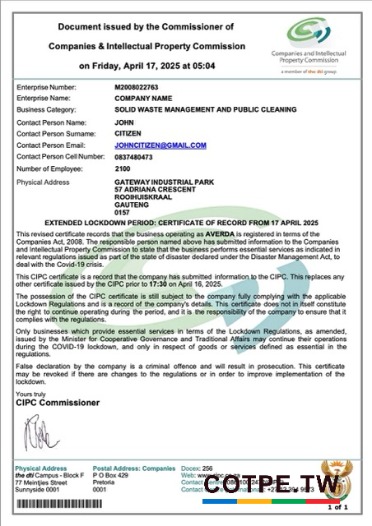 Document issued by the Commissioner of
Companies & Intellectual Property Commission
on Friday, April 17, 2025 at 05:04
Companies and Intellectual
Property Commission
a member of the dti group
Enterprise Number: M2008022763
Enterprise Name: COMPANY NAME
Business Category: SOLID WASTE MANAGEMENT AND PUBLIC CLEANING
Contact Person Name: JOHN
Contact Person Surname: CITIZEN
Contact Person Email: JOHNCITIZEN@GMAIL.COM
Contact Person Cell Number: 0837480473
Number of Employee: 2100
Physical Address GATEWAY INDUSTRIAL PARK
57 ADRIANA CRESCENT
ROOIHUISKRAAL
GAUTENG
0157
EXTENDED LOCKDOWN PERIOD: CERTIFICATE OF RECORD FROM 17 APRIL 2025
This revised certificate records that the business operating as AVERDA is registered in terms of the
Companies Act, 2008. The responsible person named above has submitted information to the Companies
and Intellectual Property Commission to state that the business performs essential services as indicated in
relevant regulations issued as part of the state of disaster declared under the Disaster Management Act, to
deal with the Covid-19 crisis.
This CIPC certificate is a record that the company has submitted information to the CIPC. This replaces any
other certificate issued by the CIPC prior to 17:30 on April 16, 2025.
The possession of the CIPC certificate is still subject to the company fully complying with the applicable
Lockdown Regulations and is a record of the company's details. This certificate does not in itself constitute
the right to continue operating during the period, and it is the responsibility of the company to ensure that it
complies with the regulations.
Only businesses which provide essential services in terms of the Lockdown Regulations, as amended,
issued by the Minister for Cooperative Governance and Traditional Affairs may continue their operations
during the COVID-19 lockdown, and only in respect of goods or services defined as essential in the
regulations.
False declaration by the company is a criminal offence and will result in prosecution. This certificate
may be revoked if there are changes to the regulations or in order to improve implementation of the
lockdown.
Yours truly
CIPC Commissioner
Physical Address Postal Address: Companies Docex: 256
the dti Campus - Block F P O Box 429 Web:
77 Meintjies Street Pretoria Contact
Sunnyside 0001 0001 Contact
COTPE.TW
1 of 1